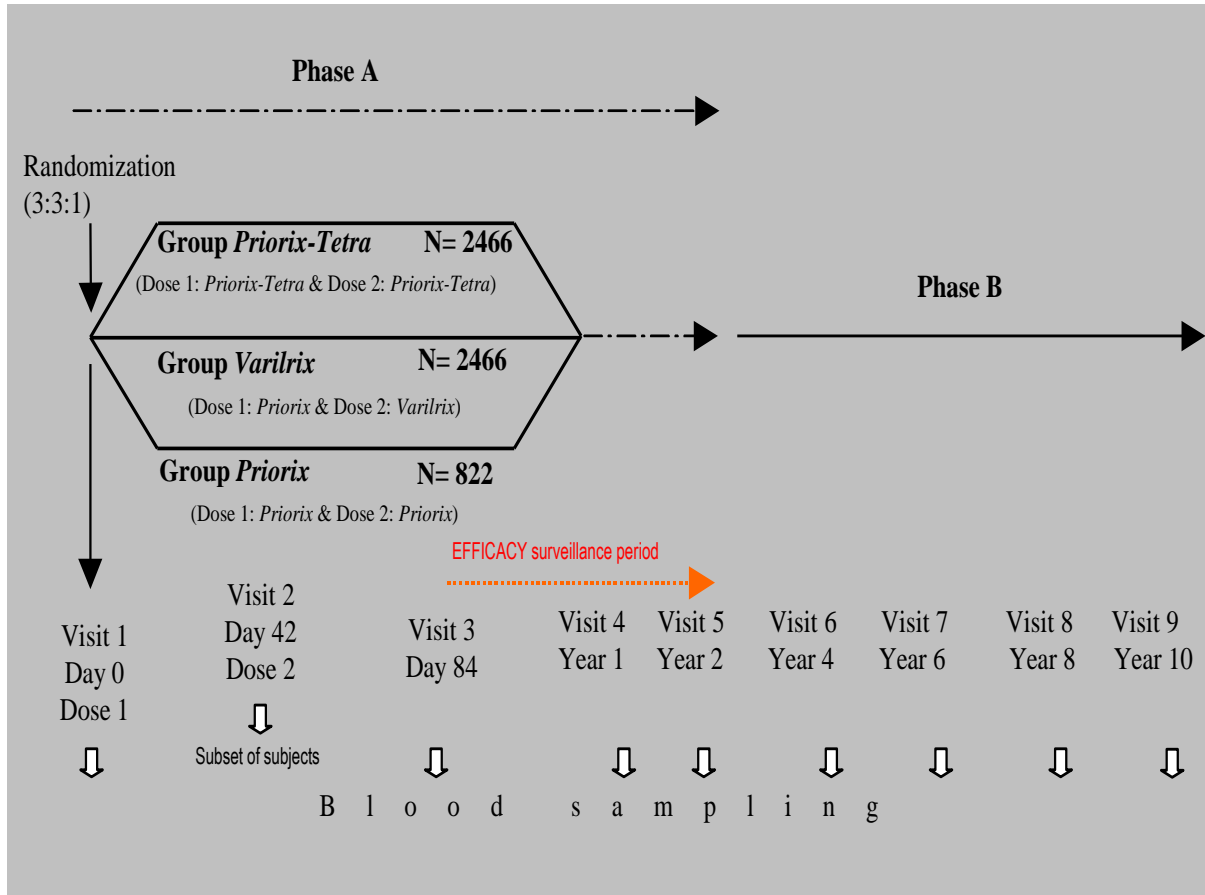 Phase A
Randomization
(3:3:1)
Group Priorix-Tetra N= 2466
(Dose 1: Priorix-Tetra & Dose 2: Priorix-Tetra)
Phase B
Group Varilrix N= 2466
(Dose 1: Priorix & Dose 2: Varilrix)
Group Priorix N= 822
(Dose 1: Priorix & Dose 2: Priorix)
EFFICACY surveillance period
Visit 1
Day 0
Dose 1
Visit 2
Day 42
Dose 2
Subset of subjects
Visit 3
Day 84
Visit 4
Year 1
Visit 5
Year 2
Visit 6
Year 4
Visit 7
Year 6
Visit 8
Year 8
Visit 9
Year 10
B l o o d s a m p l i n g